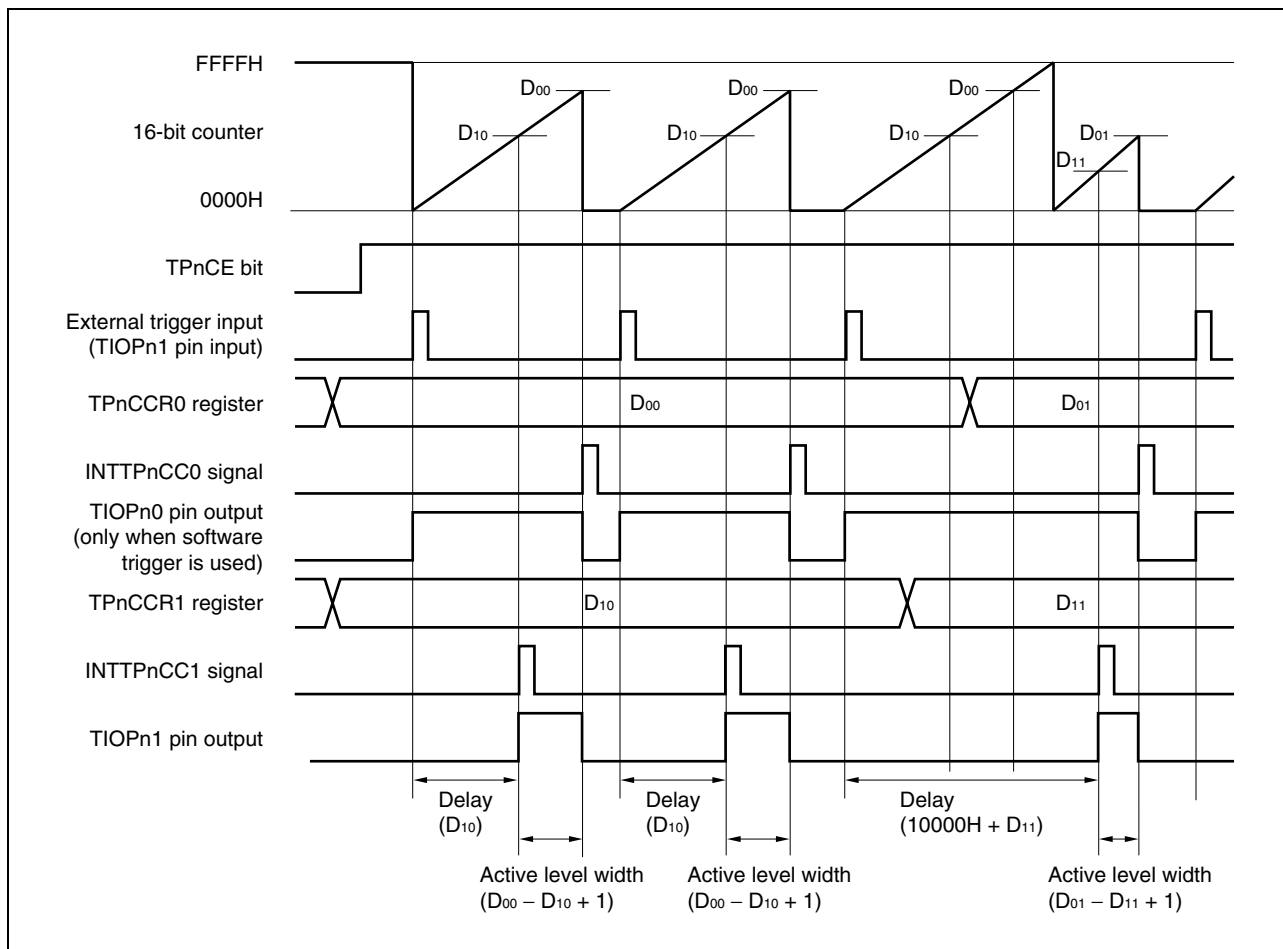 FFFFH
D00
D00
D00
16-bit counter
D10
D10
D10
D01
D11
0000H
TPnCE bit
External trigger input
(TIOPn1 pin input)
TPnCCR0 register
D00
D01
INTTPnCC0 signal
TIOPn0 pin output
(only when software
trigger is used)
TPnCCR1 register
D10
D11
INTTPnCC1 signal
TIOPn1 pin output
Delay
(D10)
Delay
(D10)
Delay
(10000H + D11)
Active level width
(D00 − D10 + 1)
Active level width
(D00 − D10 + 1)
Active level width
(D01 − D11 + 1)